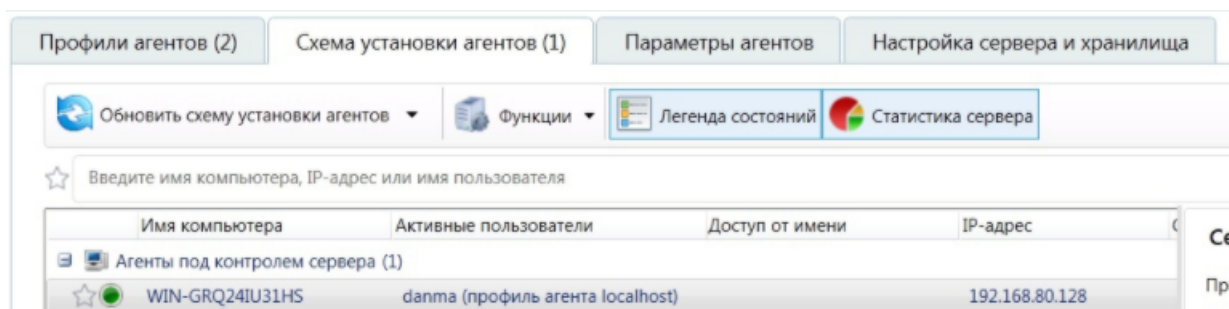 Профили агентов (2) Схема установки агентов (1) Параметры агентов Настройка сервера и хранилища
Обновить схему установки агентов Функции Легенда состояний Статистика сервера
Введите имя компьютера, IP-адрес или имя пользователя
Имя компьютера Активные пользователи Доступ от имени IP-адрес
Агенты под контролем сервера (1)
WIN-GRQ24IU31HS danma (профиль агента localhost) 192.168.80.128